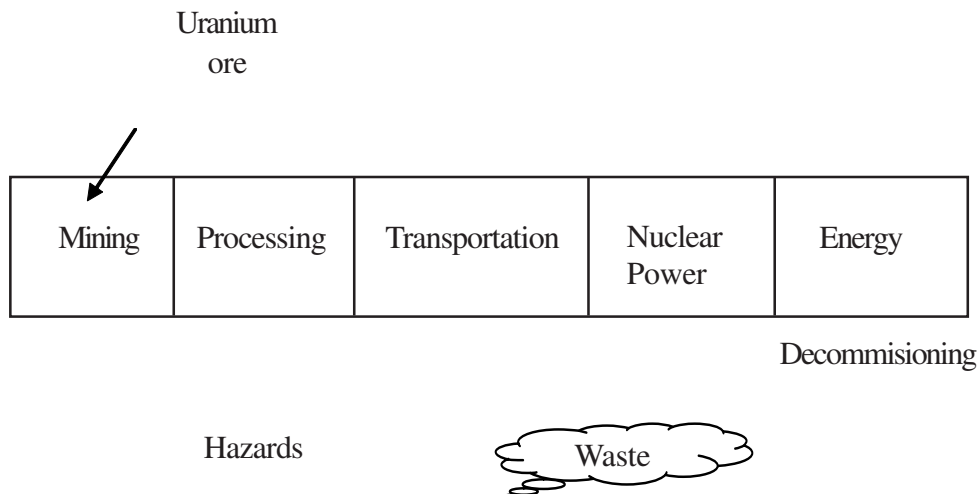 Uranium
ore
Mining
Processing
Transportation
Nuclear
Power
Energy
Decommisioning
Hazards
Waste